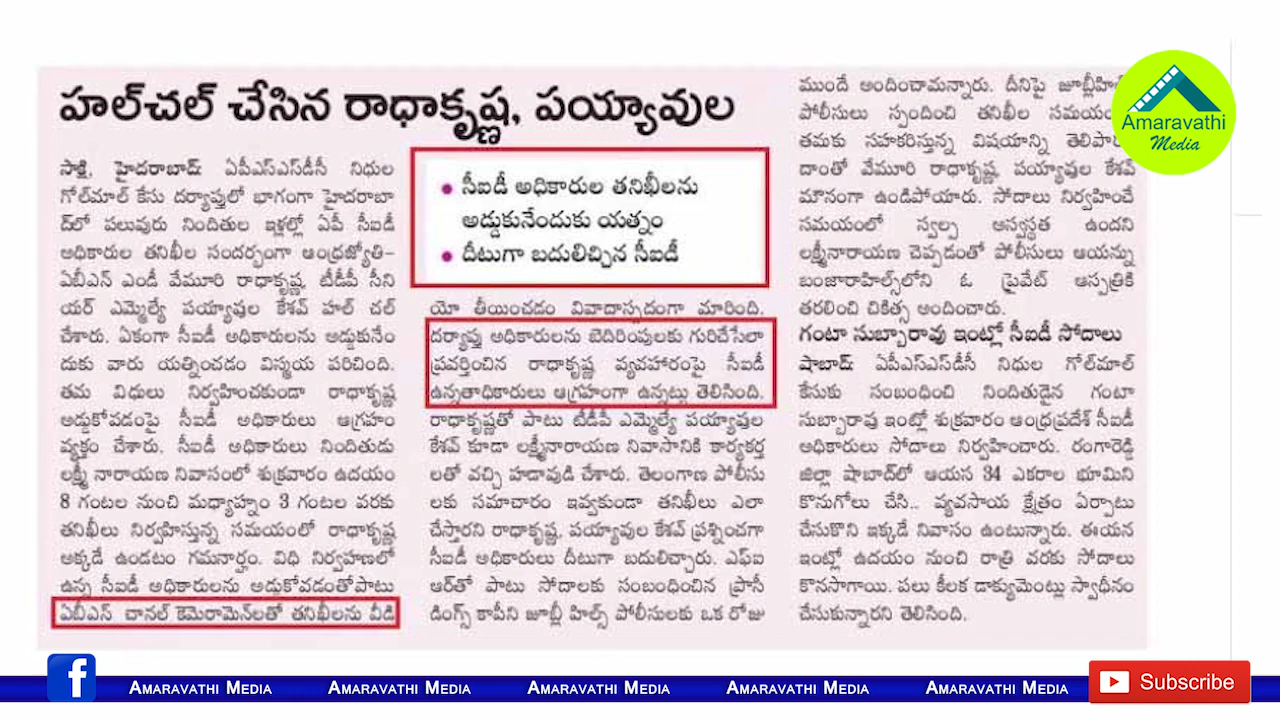 హల్‌చల్ చేసిన రాధాకృష్ణ, పయ్యావుల
సాక్షి, హైదరాబాద్: ఏపీఎస్‌ఎస్‌డీసీ నిధుల
గోల్‌మాల్ కేసు దర్యాప్తులో భాగంగా హైదరాబా
ద్‌లో పలువురు నిందితుల ఇళ్లల్లో ఏపీ సీఐడీ
అధికారుల తనిఖీల సందర్భంగా ఆంధ్రజ్యోతి–
ఏబీఎన్ ఎండీ వేమూరి రాధాకృష్ణ, టీడీపీ సీని
యర్ ఎమ్మెల్యే పయ్యావుల కేశవ్ హల్ చల్
చేశారు. ఏకంగా సీఐడీ అధికారులను అడ్డుకునేం
దుకు వారు యత్నించడం విస్మయ పరిచింది.
తమ విధులు నిర్వహించకుండా రాధాకృష్ణ
అడ్డుకోవడంపై సీఐడీ అధికారులు ఆగ్రహం
వ్యక్తం చేశారు. సీఐడీ అధికారులు నిందితుడు
లక్ష్మీ నారాయణ నివాసంలో శుక్రవారం ఉదయం
8 గంటల నుంచి మధ్యాహ్నం 3 గంటల వరకు
తనిఖీలు నిర్వహిస్తున్న సమయంలో రాధాకృష్ణ
అక్కడే ఉండటం గమనార్హం. విధి నిర్వహణలో
ఉన్న సీఐడీ అధికారులను అడ్డుకోవడంతోపాటు
ఏబీఎన్ చానల్ కెమెరామెన్‌లతో తనిఖీలను వీడి
• సీఐడీ అధికారుల తనిఖీలను
అడ్డుకునేందుకు యత్నం
• దీటుగా బదులిచ్చిన సీఐడీ
యో తీయించడం వివాదాస్పదంగా మారింది.
దర్యాప్తు అధికారులను బెదిరింపులకు గురిచేసేలా
ప్రవర్తించిన రాధాకృష్ణ వ్యవహారంపై సీఐడీ
ఉన్నతాధికారులు ఆగ్రహంగా ఉన్నట్టు తెలిసింది.
రాధాకృష్ణతో పాటు టీడీపీ ఎమ్మెల్యే పయ్యావుల
కేశవ్ కూడా లక్ష్మీనారాయణ నివాసానికి కార్యకర్త
లతో వచ్చి హడావుడి చేశారు. తెలంగాణ పోలీసు
లకు సమాచారం ఇవ్వకుండా తనిఖీలు ఎలా
చేస్తారని రాధాకృష్ణ, పయ్యావుల కేశవ్ ప్రశ్నించగా
సీఐడీ అధికారులు దీటుగా బదులిచ్చారు. ఎఫ్‌ఐ
ఆర్‌తో పాటు సోదాలకు సంబంధించిన ప్రొసీ
డింగ్స్ కాపీని జూబ్లీ హిల్స్ పోలీసులకు ఒక రోజు
ముందే అందించామన్నారు. దీనిపై
పోలీసులు స్పందించి తనిఖీల
తమకు సహకరిస్తున్న విషయాన్ని
దాంతో వేమూరి రాధాకృష్ణ, పయ్యావుల కేశవ్
మౌనంగా ఉండిపోయారు. సోదాలు నిర్వహించే
సమయంలో స్వల్ప అస్వస్థత ఉందని
లక్ష్మీనారాయణ చెప్పడంతో పోలీసులు ఆయన్ను
బంజారాహిల్స్‌లోని ఓ ప్రైవేట్ ఆస్పత్రికి
తరలించి చికిత్స అందించారు.
గంటా సుబ్బారావు ఇంట్లో సీఐడీ సోదాలు
షాబాద్: ఏపీఎస్‌ఎస్‌డీసీ నిధుల గోల్‌మాల్
కేసుకు సంబంధించి నిందితుడైన గంటా
సుబ్బారావు ఇంట్లో శుక్రవారం ఆంధ్రప్రదేశ్ సీఐడీ
అధికారులు సోదాలు నిర్వహించారు. రంగారెడ్డి
జిల్లా షాబాద్‌లో ఆయన 34 ఎకరాల భూమిని
కొనుగోలు చేసి.. వ్యవసాయ క్షేత్రం ఏర్పాటు
చేసుకొని ఇక్కడే నివాసం ఉంటున్నారు. ఈయన
ఇంట్లో ఉదయం నుంచి రాత్రి వరకు సోదాలు
కొనసాగాయి. పలు కీలక డాక్యుమెంట్లు స్వాధీనం
చేసుకున్నారని తెలిసింది.
Amaravathi
Media
f AMARAVATHI MEDIA AMARAVATHI MEDIA AMARAVATHI MEDIA AMARAVATHI MEDIA AMARAVATHI MEDIA Subscribe